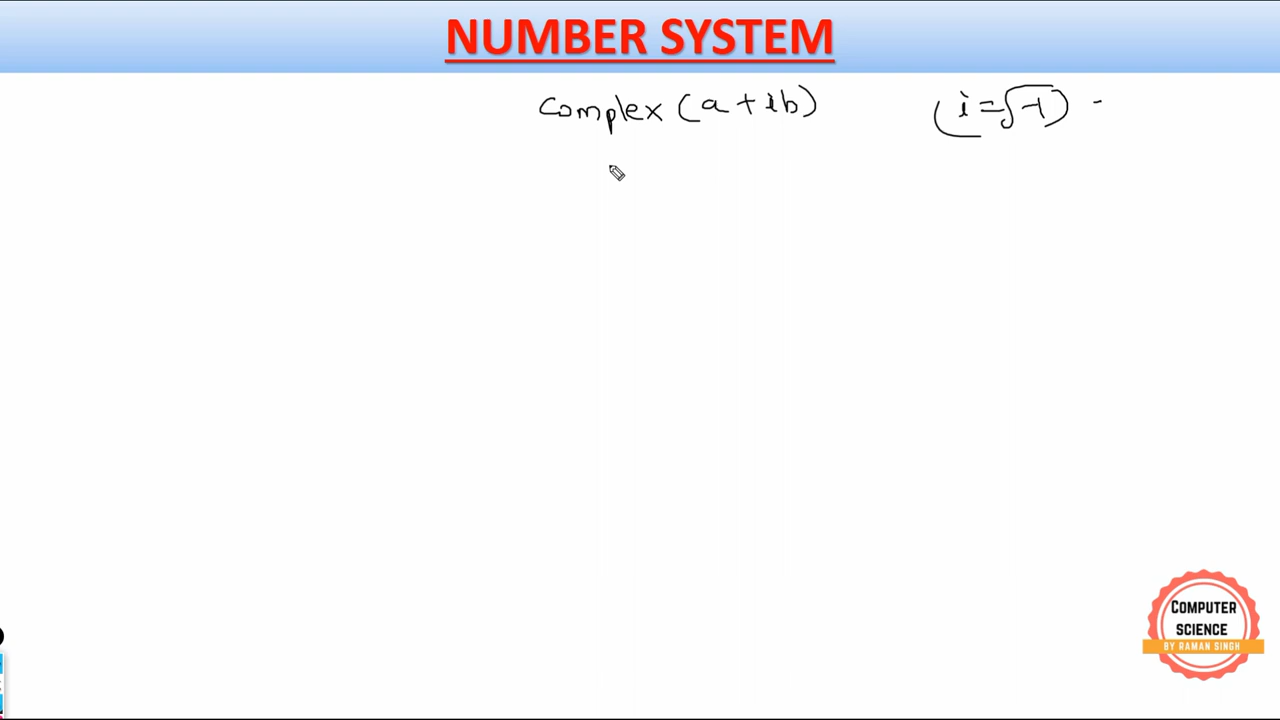 NUMBER SYSTEM
Complex (a + ib) (i = √-1) -
COMPUTER
SCIENCE
BY RAMAN SINGH